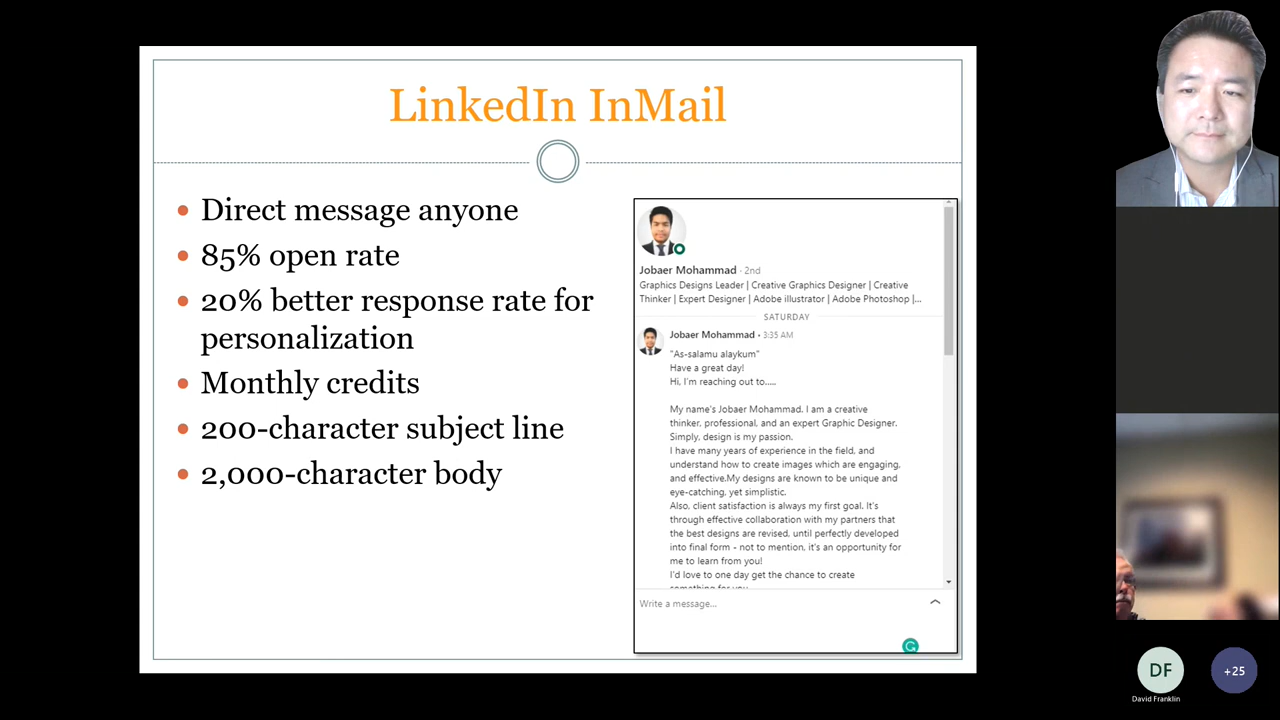 LinkedIn InMail
Direct message anyone
85% open rate
20% better response rate for
personalization
Monthly credits
200-character subject line
2,000-character body
Jobaer Mohammad · 2nd
Graphics Designs Leader | Creative Graphics Designer | Creative
Thinker | Expert Designer | Adobe illustrator | Adobe Photoshop |...
SATURDAY
Jobaer Mohammad • 3:35 AM
"As-salamu alaykum"
Have a great day!
Hi, I'm reaching out to.....
My name's Jobaer Mohammad. I am a creative
thinker, professional, and an expert Graphic Designer.
Simply, design is my passion.
I have many years of experience in the field, and
understand how to create images which are engaging,
and effective.My designs are known to be unique and
eye-catching, yet simplistic.
Also, client satisfaction is always my first goal. It's
through effective collaboration with my partners that
the best designs are revised, until perfectly developed
into final form - not to mention, it's an opportunity for
me to learn from you!
I'd love to one day get the chance to create
something for you
Write a message...
DF
+25
David Franklin